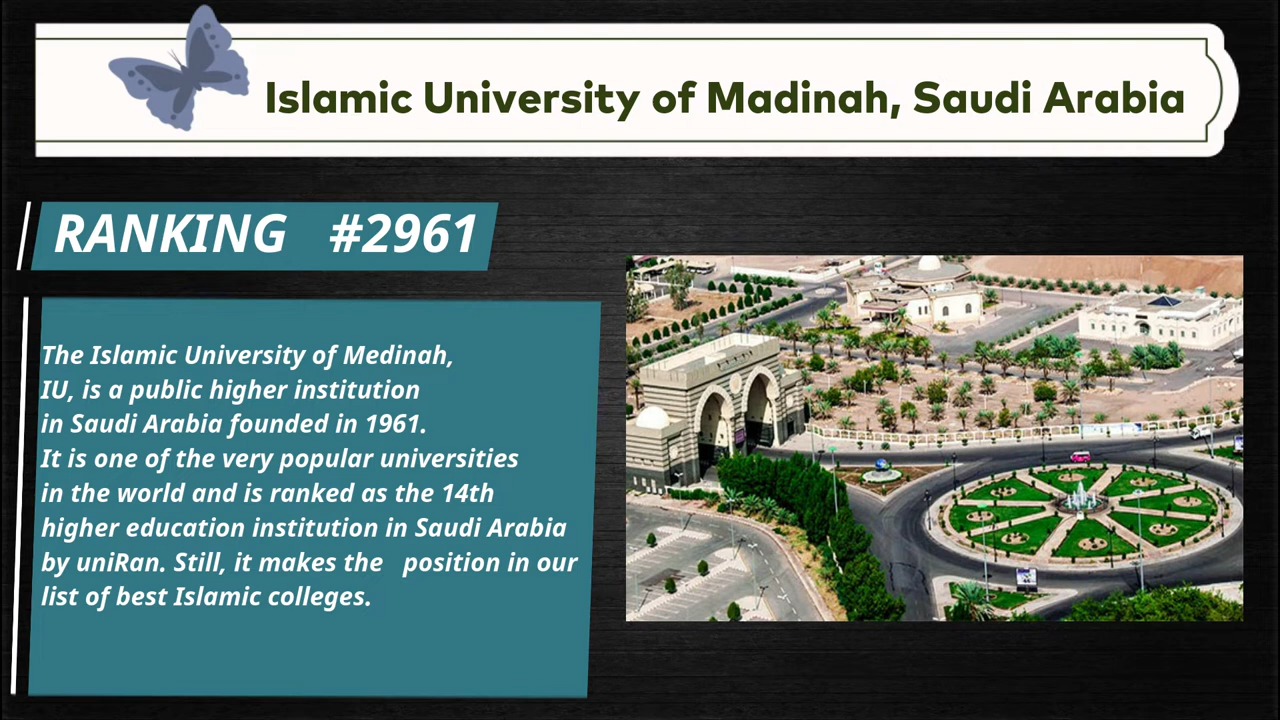 Islamic University of Madinah, Saudi Arabia
RANKING #2961
The Islamic University of Medinah,
IU, is a public higher institution
in Saudi Arabia founded in 1961.
It is one of the very popular universities
in the world and is ranked as the 14th
higher education institution in Saudi Arabia
by uniRan. Still, it makes the position in our
list of best Islamic colleges.